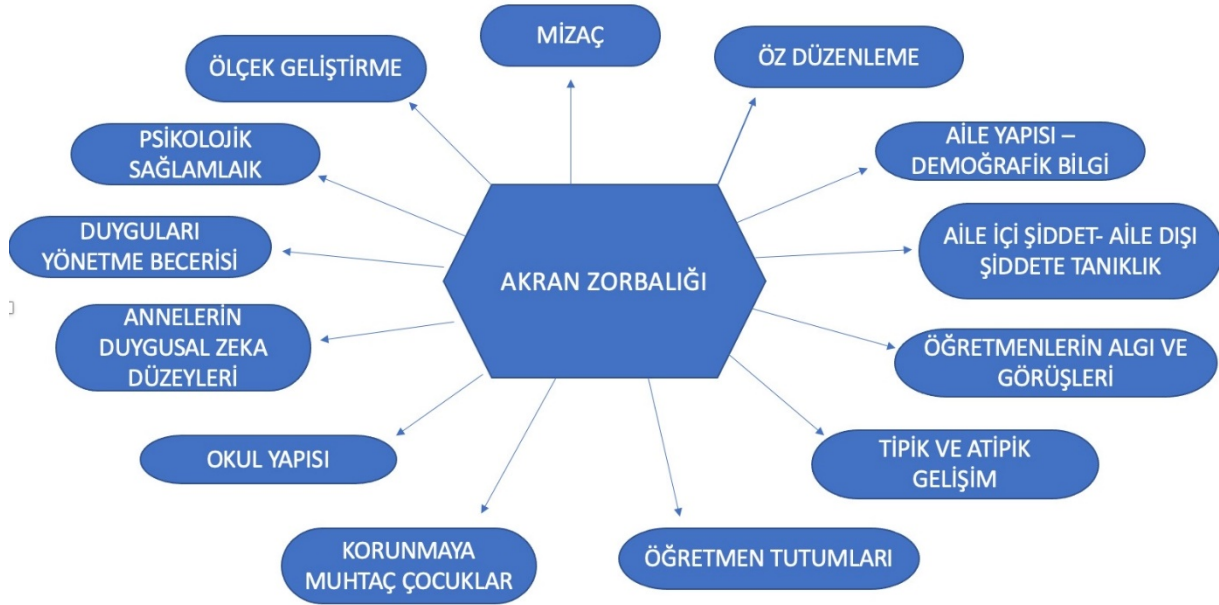 MİZAÇ
ÖZ DÜZENLEME
ÖLÇEK GELİŞTİRME
PSİKOLOJİK
SAĞLAMLAIK
AİLE YAPISI –
DEMOĞRAFİK BİLGİ
DUYGULARI
YÖNETME BECERİSİ
AİLE İÇİ ŞİDDET- AİLE DIŞI
ŞİDDETE TANIKLIK
AKRAN ZORBALIĞI
ANNELERİN
DUYGUSAL ZEKA
DÜZEYLERİ
ÖĞRETMENLERİN ALGI VE
GÖRÜŞLERİ
OKUL YAPISI
TİPİK VE ATİPİK
GELİŞİM
KORUNMAYA
MUHTAÇ ÇOCUKLAR
ÖĞRETMEN TUTUMLARI